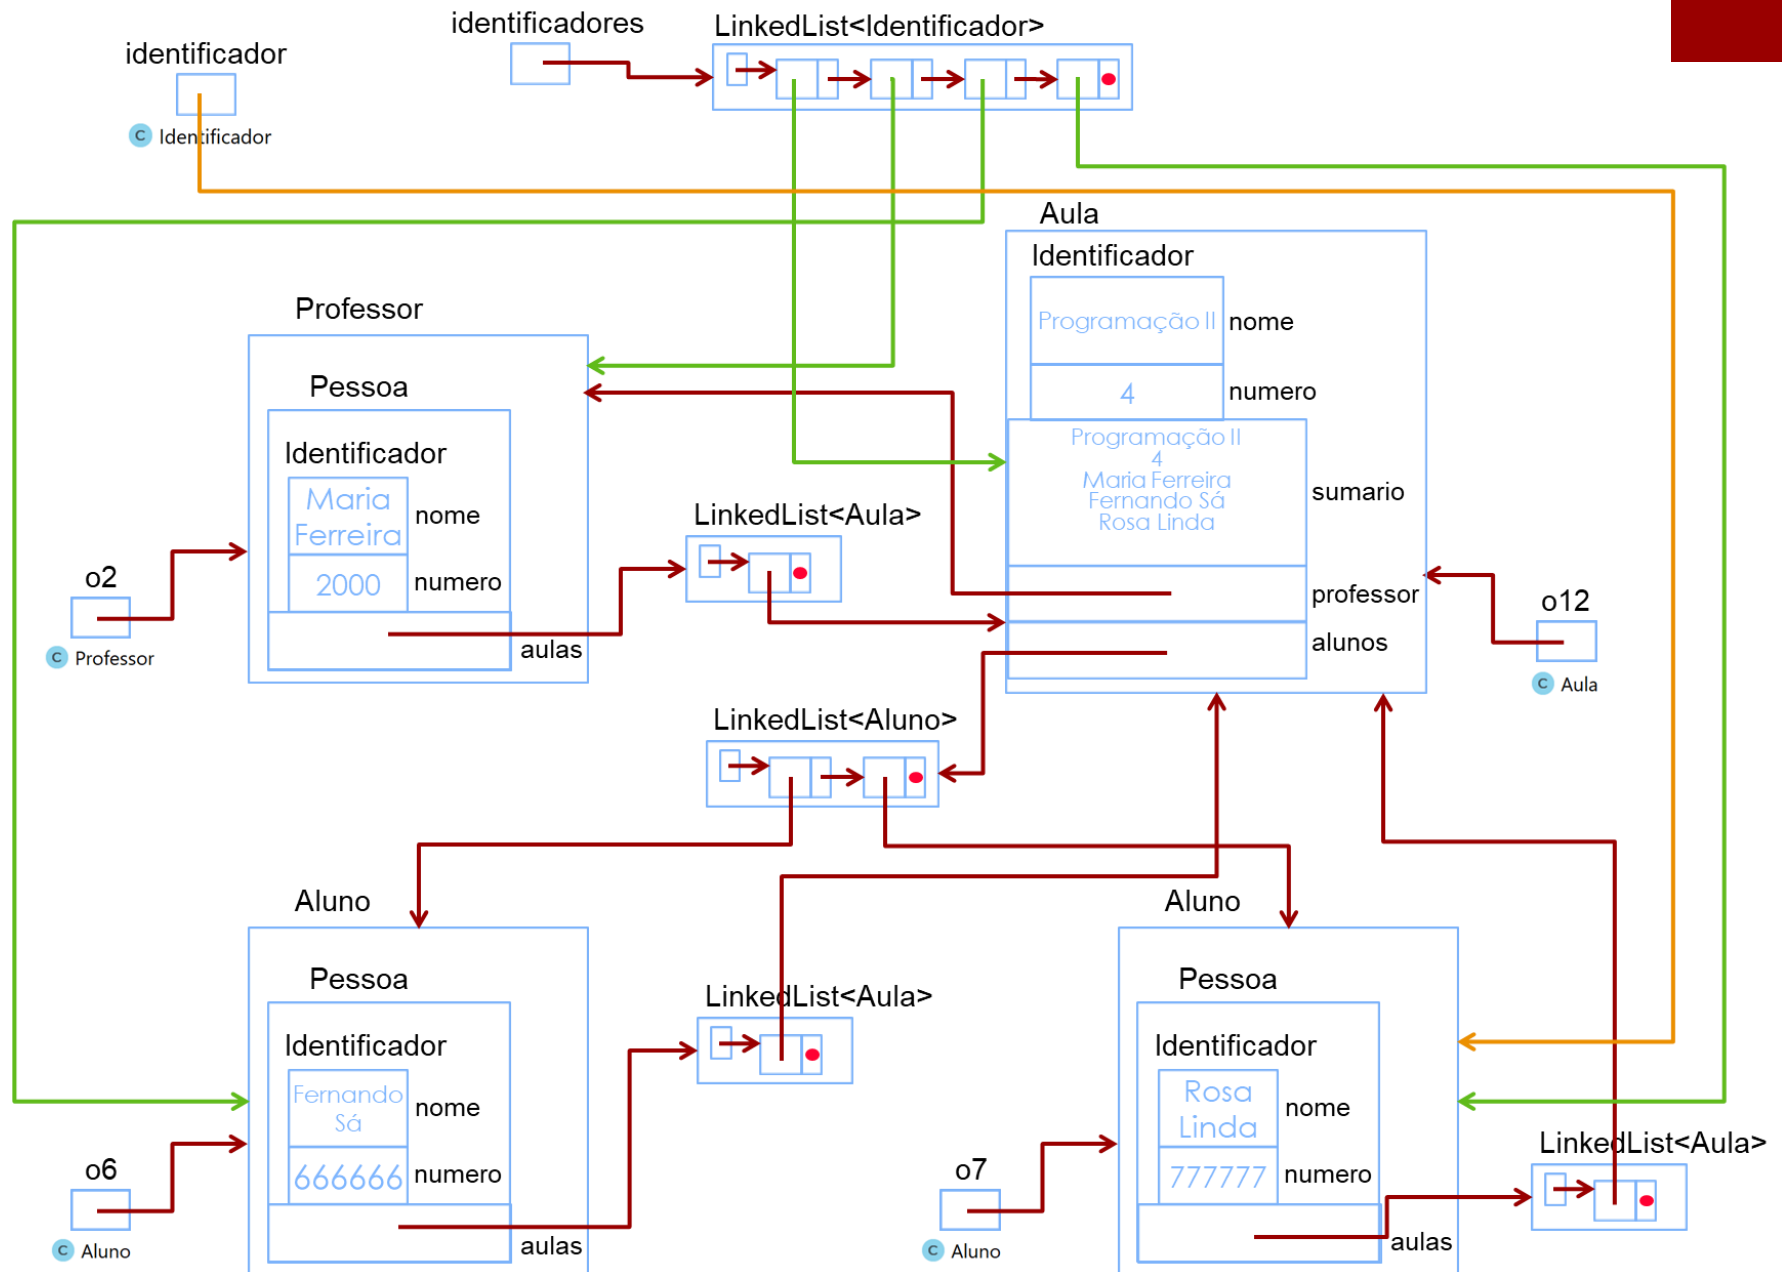 identificadores
LinkedList<Identificador>
identificador
C Identificador
Aula
Identificador
Programação II nome
4 numero
Programação II
4
Maria Ferreira
Fernando Sá
Rosa Linda
sumario
professor
alunos
Professor
Pessoa
Identificador
Maria
Ferreira
nome
2000 numero
aulas
o2
C Professor
LinkedList<Aula>
o12
C Aula
LinkedList<Aluno>
Aluno
Pessoa
Identificador
Fernando
Sá
nome
666666 numero
aulas
o6
C Aluno
LinkedList<Aula>
Aluno
Pessoa
Identificador
Rosa
Linda
nome
777777 numero
aulas
o7
C Aluno
LinkedList<Aula>